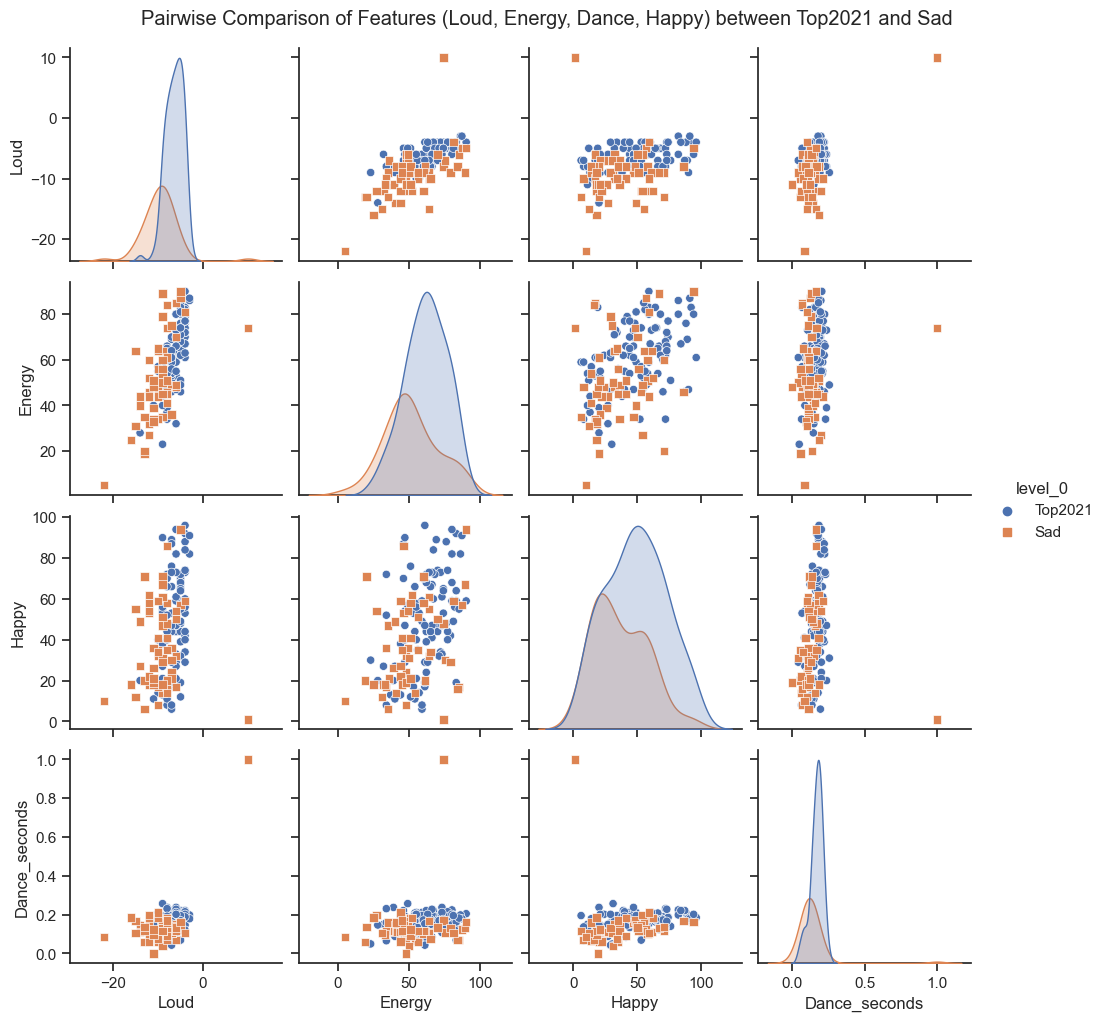 Pairwise Comparison of Features (Loud, Energy, Dance, Happy) between Top2021 and Sad
10
0
−10
−20
Loud
80
60
40
20
Energy
level_0
Top2021
Sad
100
80
60
40
20
0
Happy
1.0
0.8
0.6
0.4
0.2
0.0
Dance_seconds
−20 0
Loud
0 50 100
Energy
0 50 100
Happy
0.0 0.5 1.0
Dance_seconds